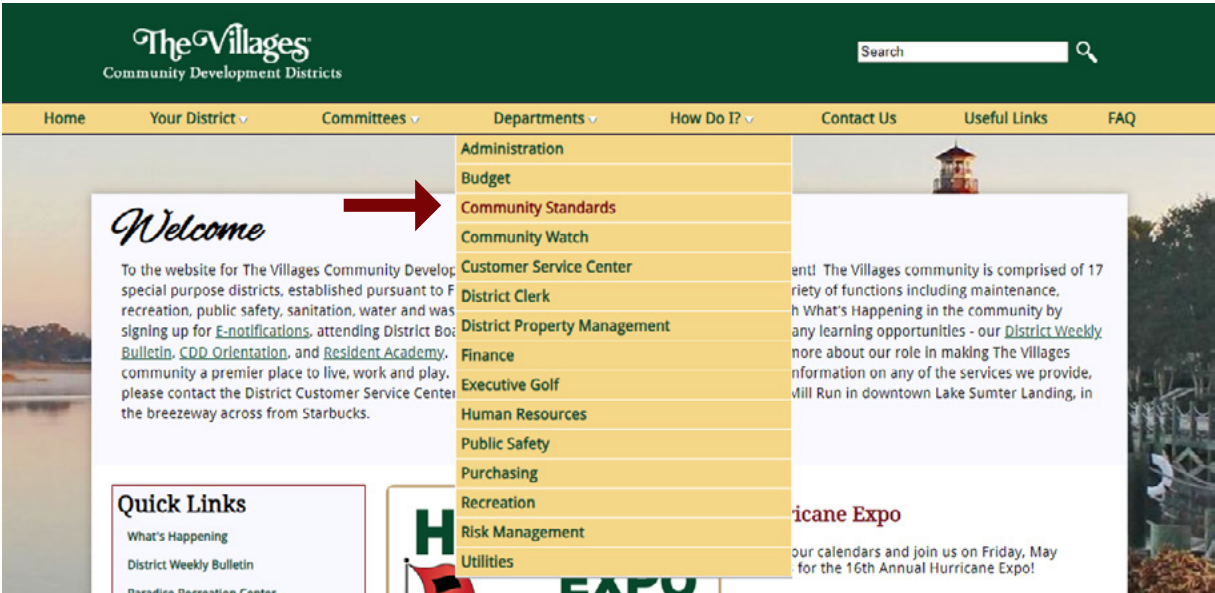 The Villages
Community Development Districts
Search
Home Your District Committees Departments How Do I? Contact Us Useful Links FAQ
Administration
Budget
Community Standards
Community Watch
Customer Service Center
District Clerk
District Property Management
Finance
Executive Golf
Human Resources
Public Safety
Purchasing
Recreation
Risk Management
Utilities
Welcome
To the website for The Villages Community Develop ent! The Villages community is comprised of 17
special purpose districts, established pursuant to F riety of functions including maintenance,
recreation, public safety, sanitation, water and was h What's Happening in the community by
signing up for E-notifications, attending District Boa any learning opportunities - our District Weekly
Bulletin, CDD Orientation, and Resident Academy. more about our role in making The Villages
community a premier place to live, work and play. nformation on any of the services we provide,
please contact the District Customer Service Center Mill Run in downtown Lake Sumter Landing, in
the breezeway across from Starbucks.
Quick Links
What's Happening
District Weekly Bulletin
Paradise Recreation Center
H
EXPO
ricane Expo
our calendars and join us on Friday, May
for the 16th Annual Hurricane Expo!